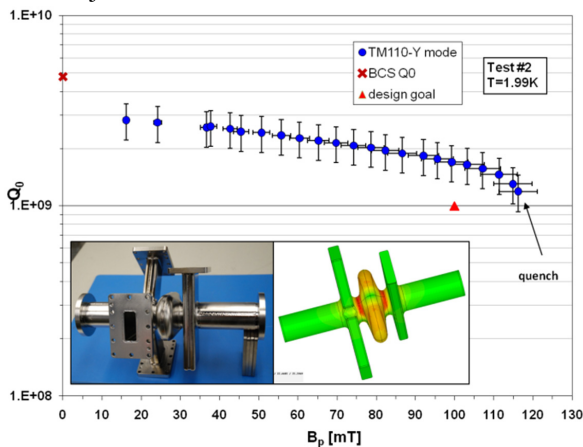 1.E+10
TM110-Y mode
BCS Q0
design goal
Test #2
T=1.99K
Q0
1.E+09
quench
1.E+08
0 10 20 30 40 50 60 70 80 90 100 110 120 130
Bp [mT]